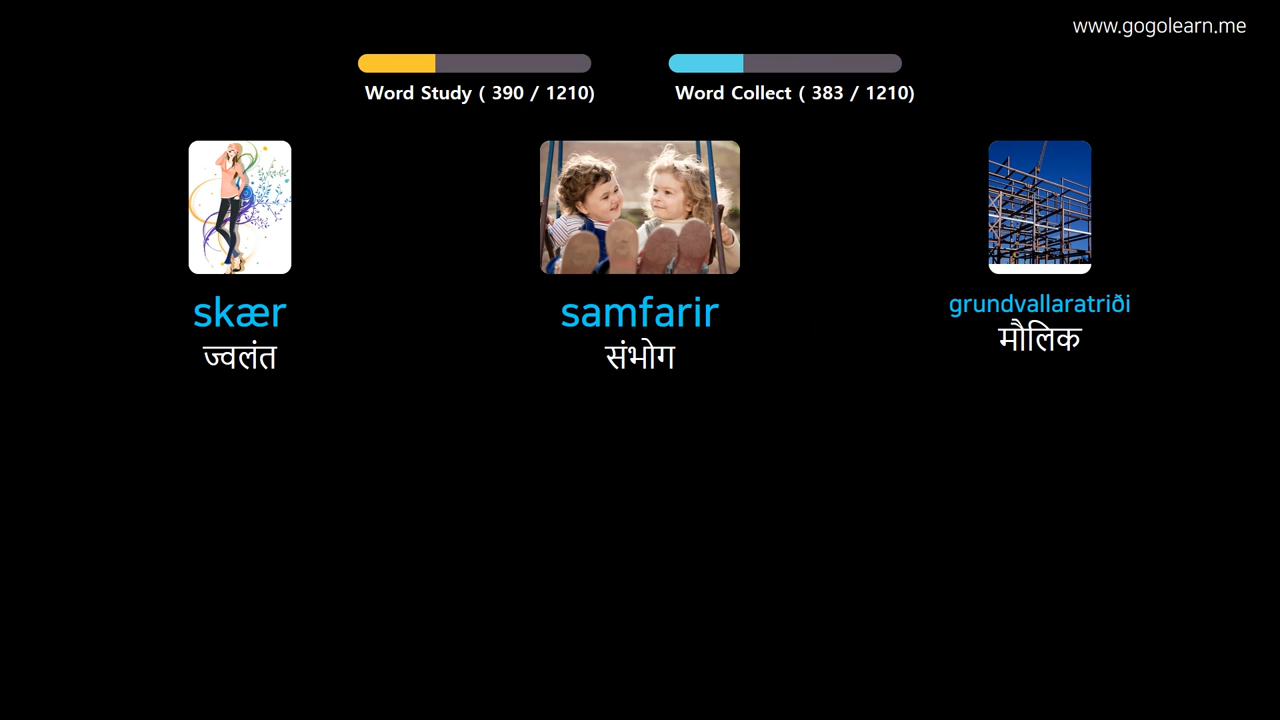 www.gogolearn.me
Word Study ( 390 / 1210)
Word Collect ( 383 / 1210)
skær
ज्वलंत
samfarir
संभोग
grundvallaratriði
मौलिक